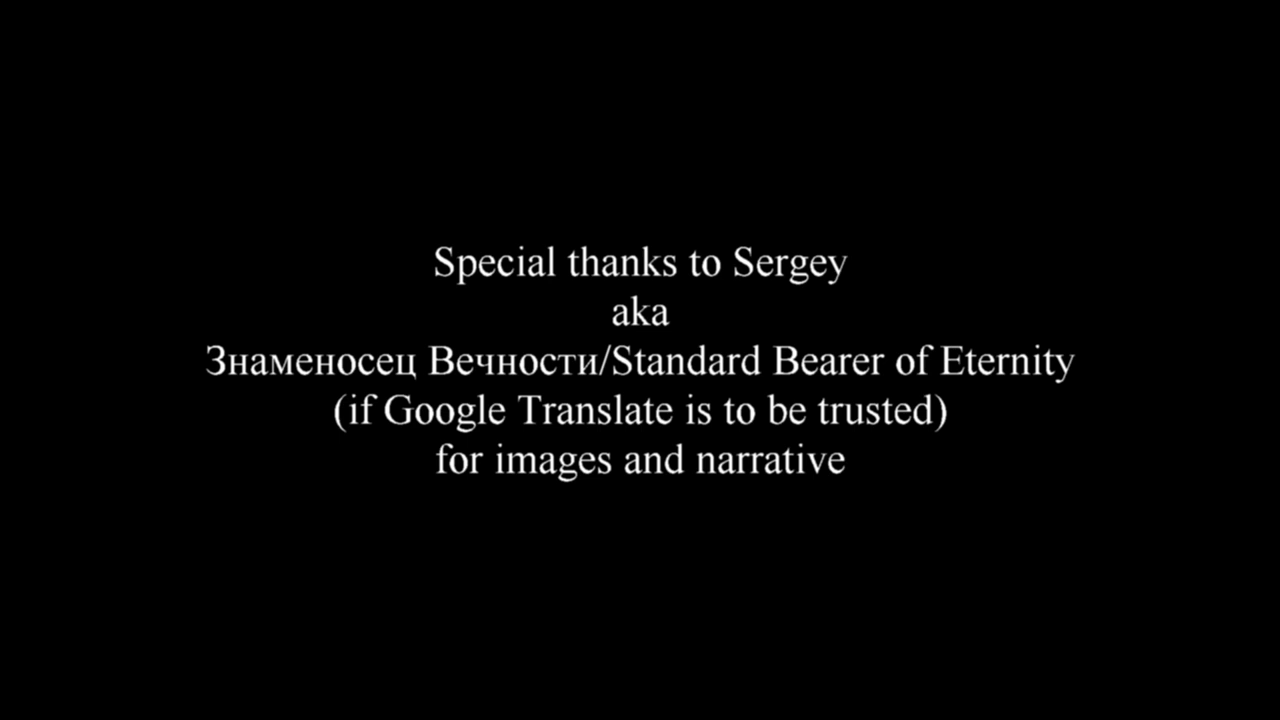 Special thanks to Sergey
aka
Знаменосец Вечности/Standard Bearer of Eternity
(if Google Translate is to be trusted)
for images and narrative